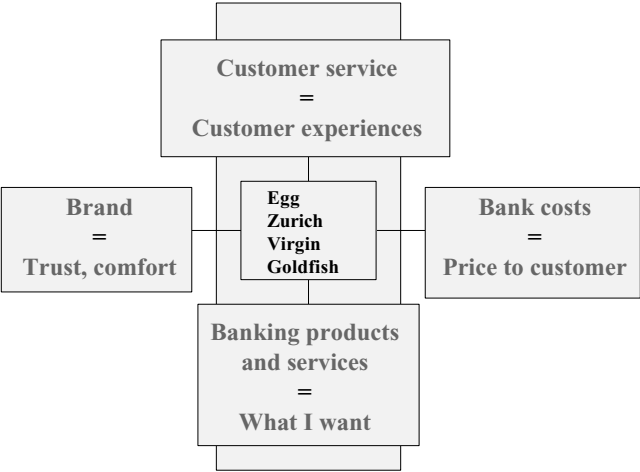 Customer service
=
Customer experiences
Brand
=
Trust, comfort
Egg
Zurich
Virgin
Goldfish
Bank costs
=
Price to customer
Banking products
and services
=
What I want